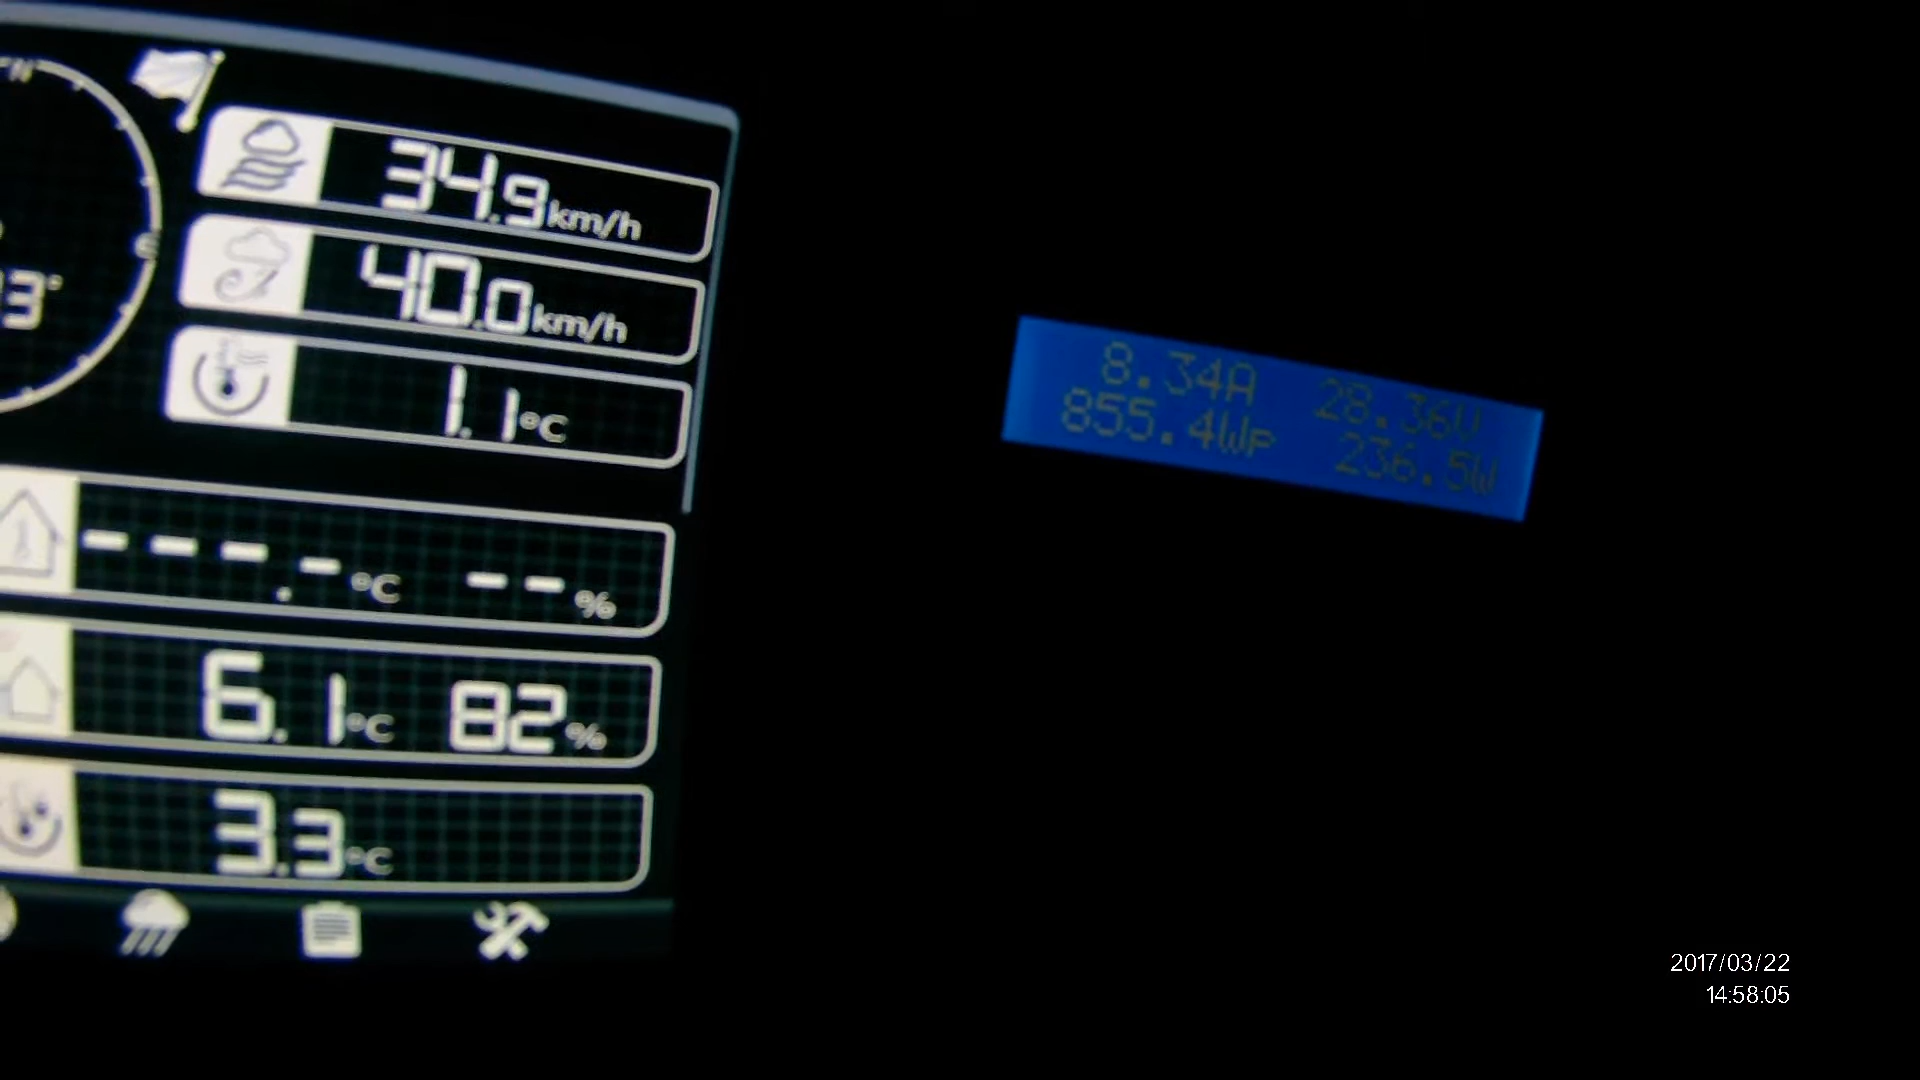 34.9km/h
40.0km/h
1.1°C
3°
---.-°C --%
6.1°C 82%
3.3°C
8.34A 28.36V
855.4Wp 236.5W
2017/03/22
14:58:05